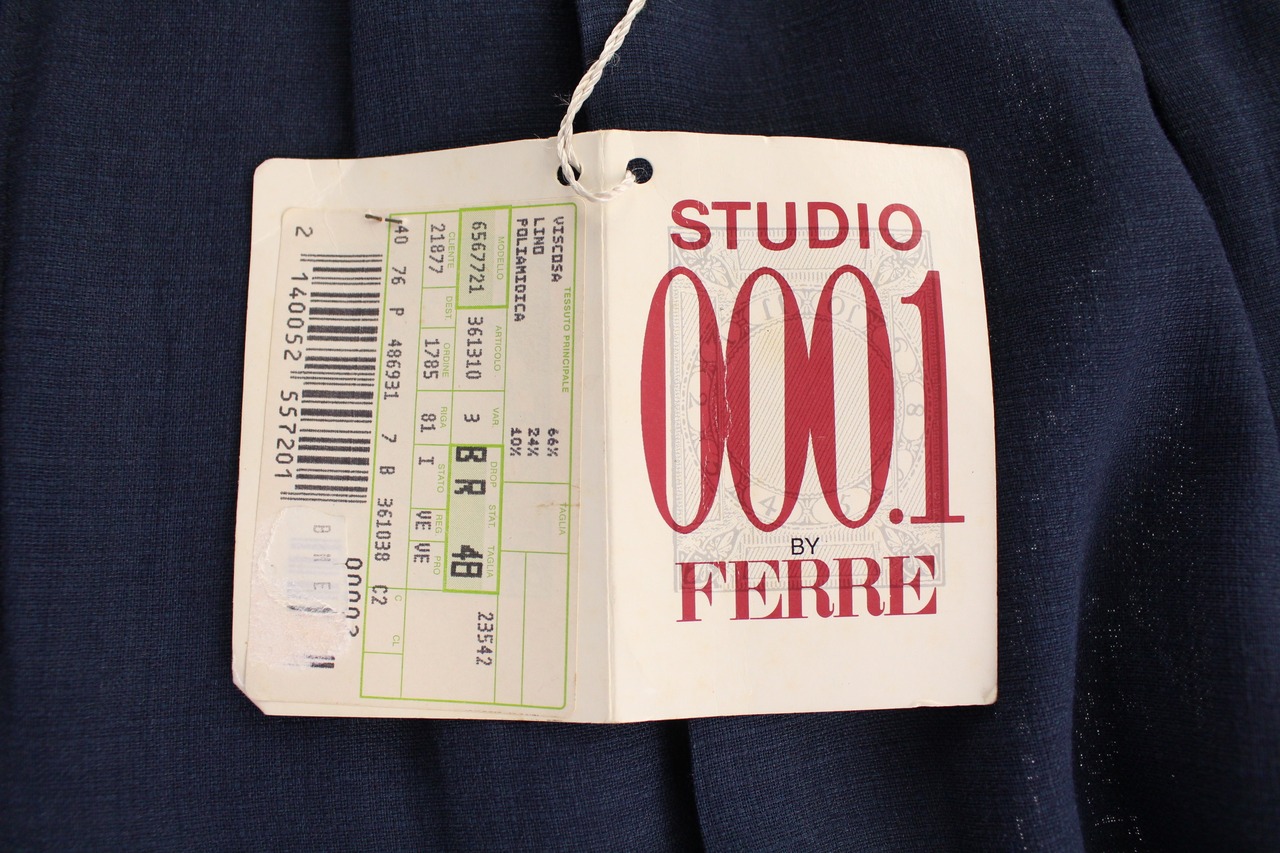 TESSUTO PRINCIPALE
TAGLIA
VISCOSA 66%
LINO 24%
POLIAMIDICA 10%
MODELLO ARTICOLO VAR. DROP STAT. TAGLIA
6567721 361310 3 B R 48 23542
CLIENTE DEST. ORDINE RIGA STATO REG. PRO
21877 1785 81 I VE VE
C CL
40 76 P 486931 7 B 361038 C2
2 140052 557201
STUDIO
000.1
BY
FERRE